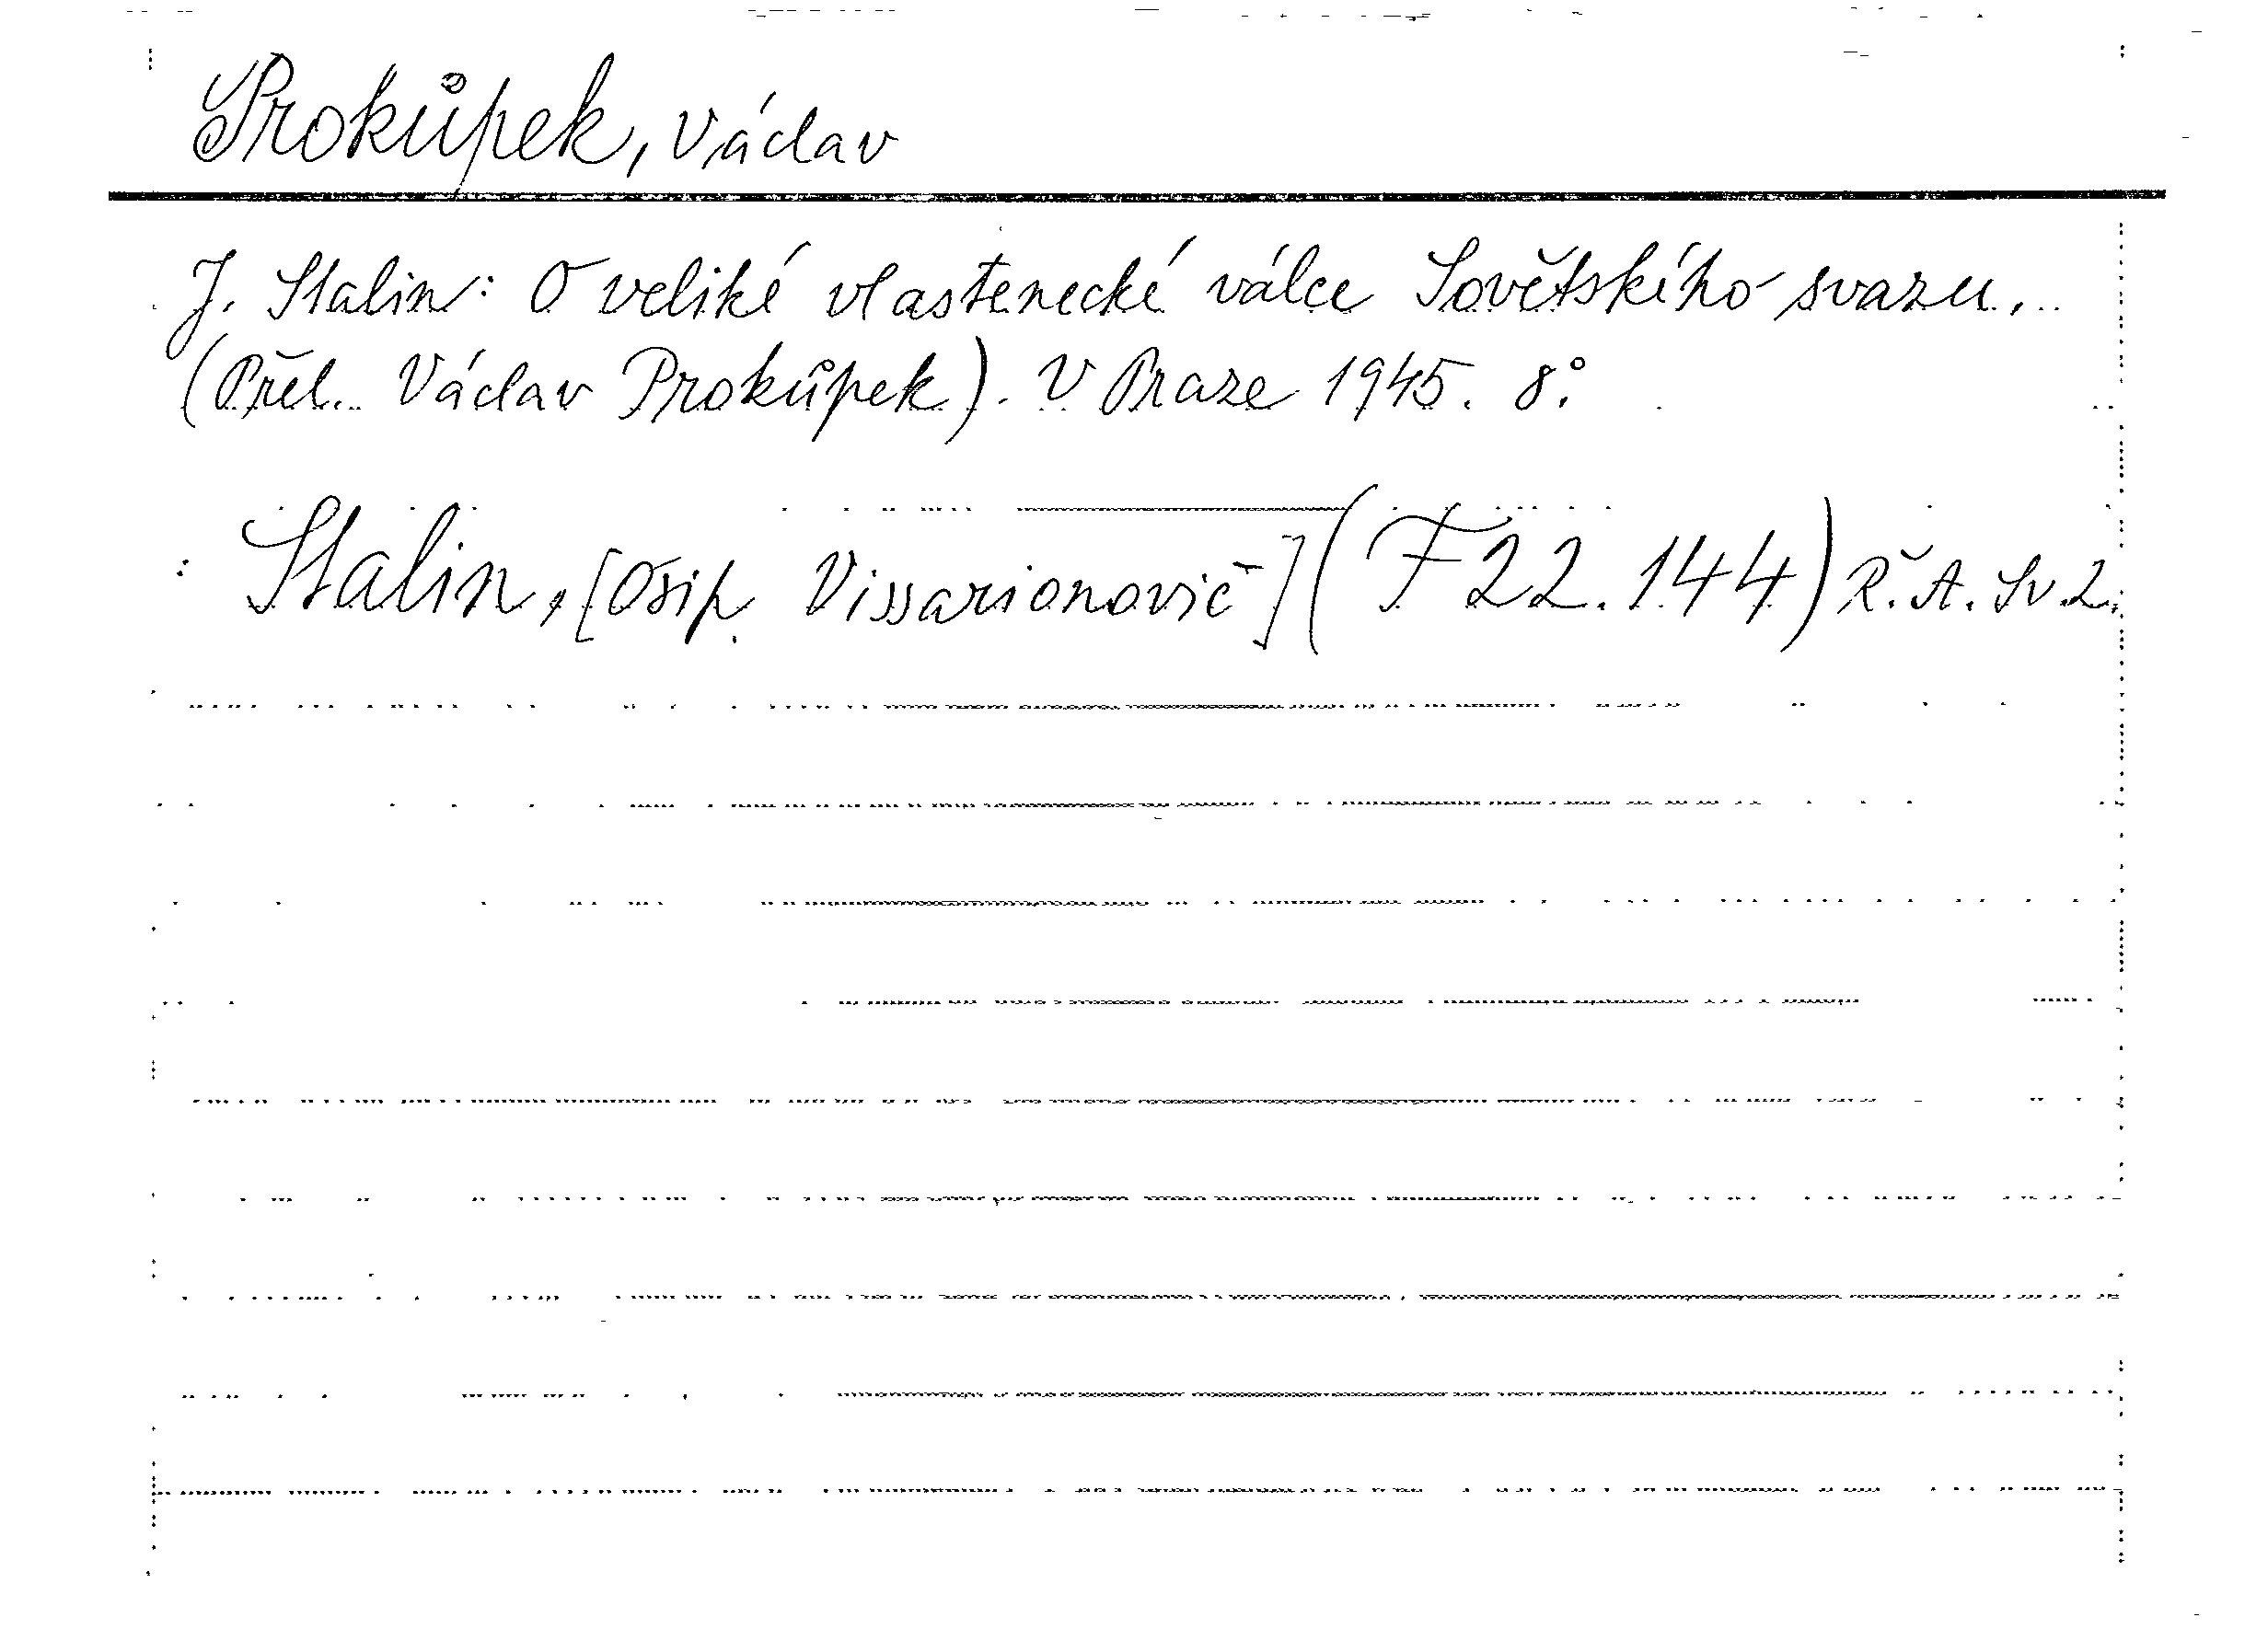 Prokůpek, Václav
J. Stalin: O veliké vlastenecké válce Sovětského svazu.
(Přel. Václav Prokůpek). V Praze 1945. 8°.
Stalin, [Osip Vissarionovič] (F 22.144) Ř. A. Sv. 2.